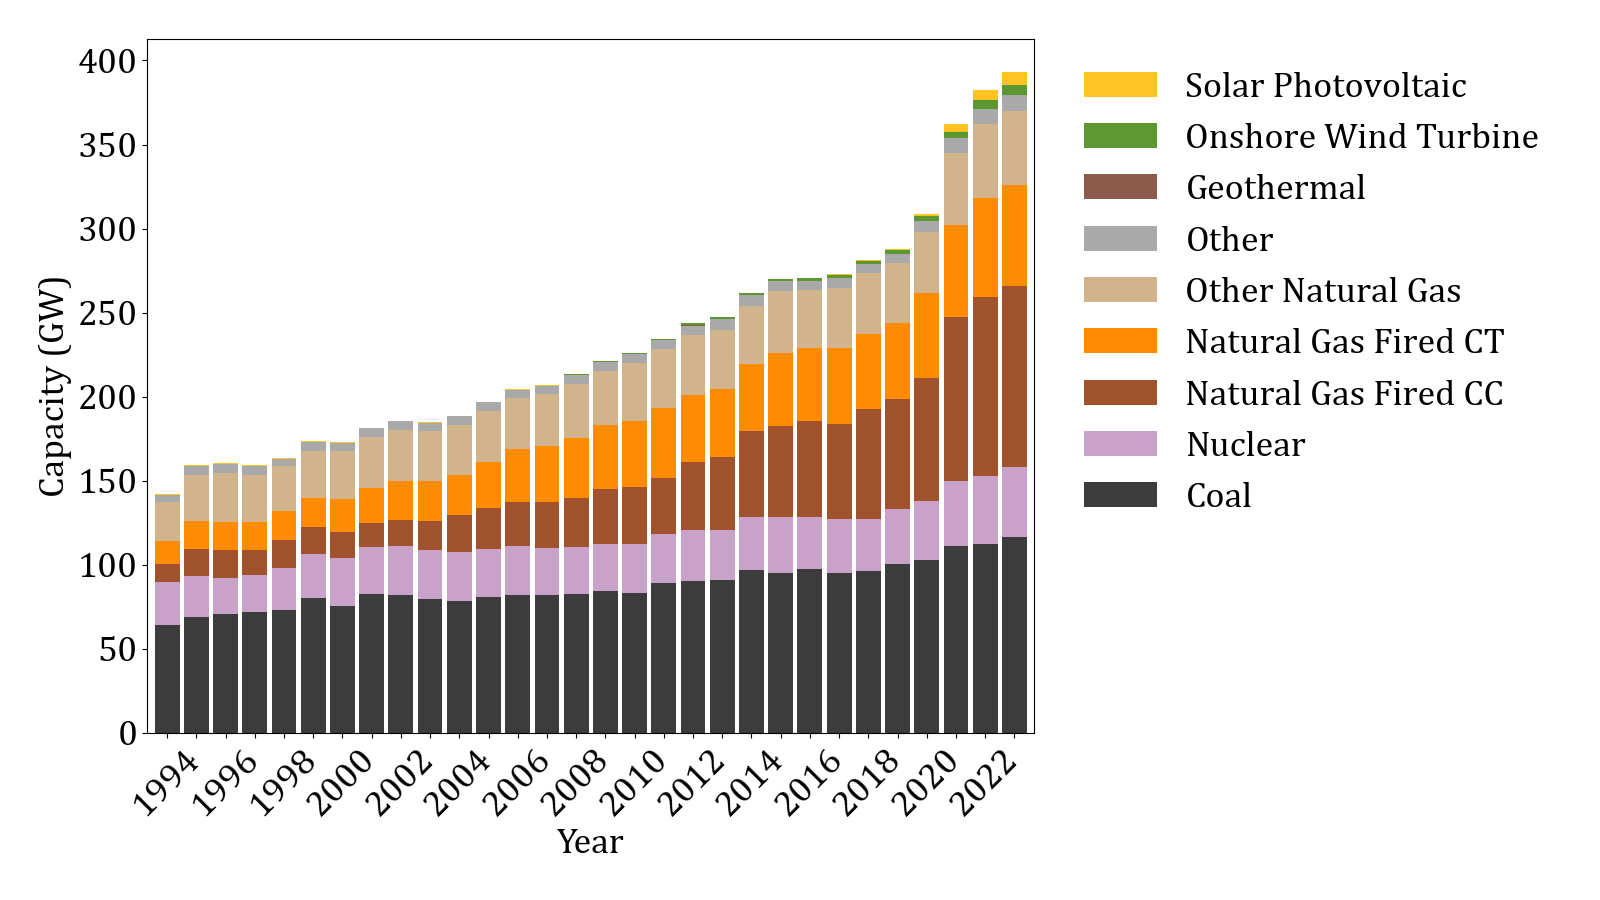 400
350
300
250
200
150
100
50
0
Capacity (GW)
1994
1996
1998
2000
2002
2004
2006
2008
2010
2012
2014
2016
2018
2020
2022
Year
Solar Photovoltaic
Onshore Wind Turbine
Geothermal
Other
Other Natural Gas
Natural Gas Fired CT
Natural Gas Fired CC
Nuclear
Coal